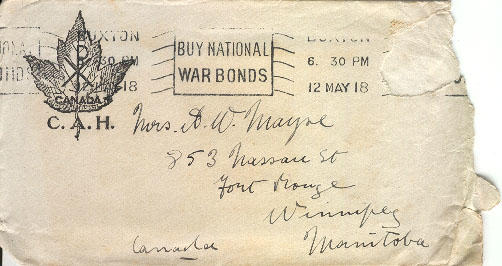 BUXTON
6. 30 PM
12 MAY 18
BUY NATIONAL
WAR BONDS
BUXTON
6. 30 PM
12 MAY 18
CANADA
C. A. H.
Mrs. A. W. Mayse
853 Nassau St
Fort Rouge
Winnipeg
Manitoba
Canada